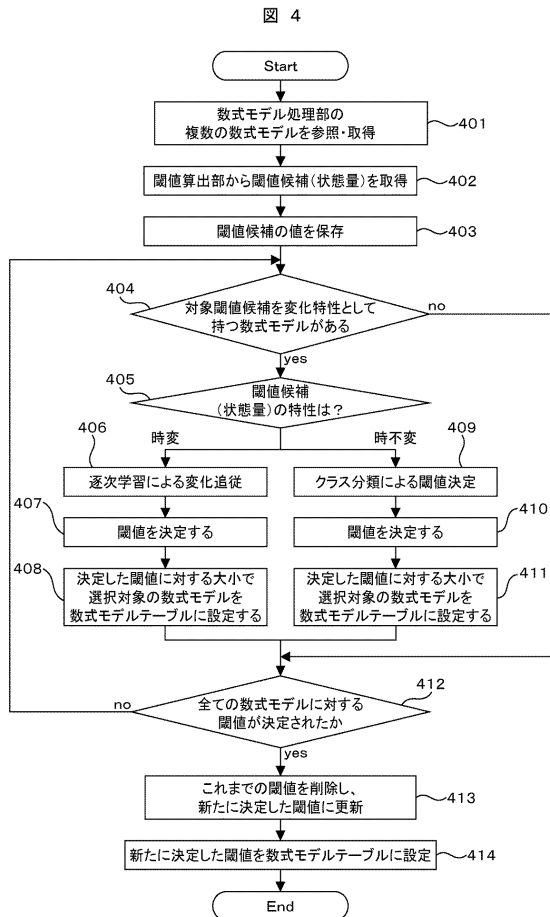 図 4
Start
数式モデル処理部の
複数の数式モデルを参照・取得
401
閾値算出部から閾値候補(状態量)を取得
402
閾値候補の値を保存
403
404
対象閾値候補を変化特性として
持つ数式モデルがある
no
yes
405
閾値候補
(状態量)の特性は?
時変
時不変
406
逐次学習による変化追従
409
クラス分類による閾値決定
407
閾値を決定する
410
閾値を決定する
408
決定した閾値に対する大小で
選択対象の数式モデルを
数式モデルテーブルに設定する
411
決定した閾値に対する大小で
選択対象の数式モデルを
数式モデルテーブルに設定する
412
全ての数式モデルに対する
閾値が決定されたか
no
yes
これまでの閾値を削除し、
新たに決定した閾値に更新
413
新たに決定した閾値を数式モデルテーブルに設定
414
End